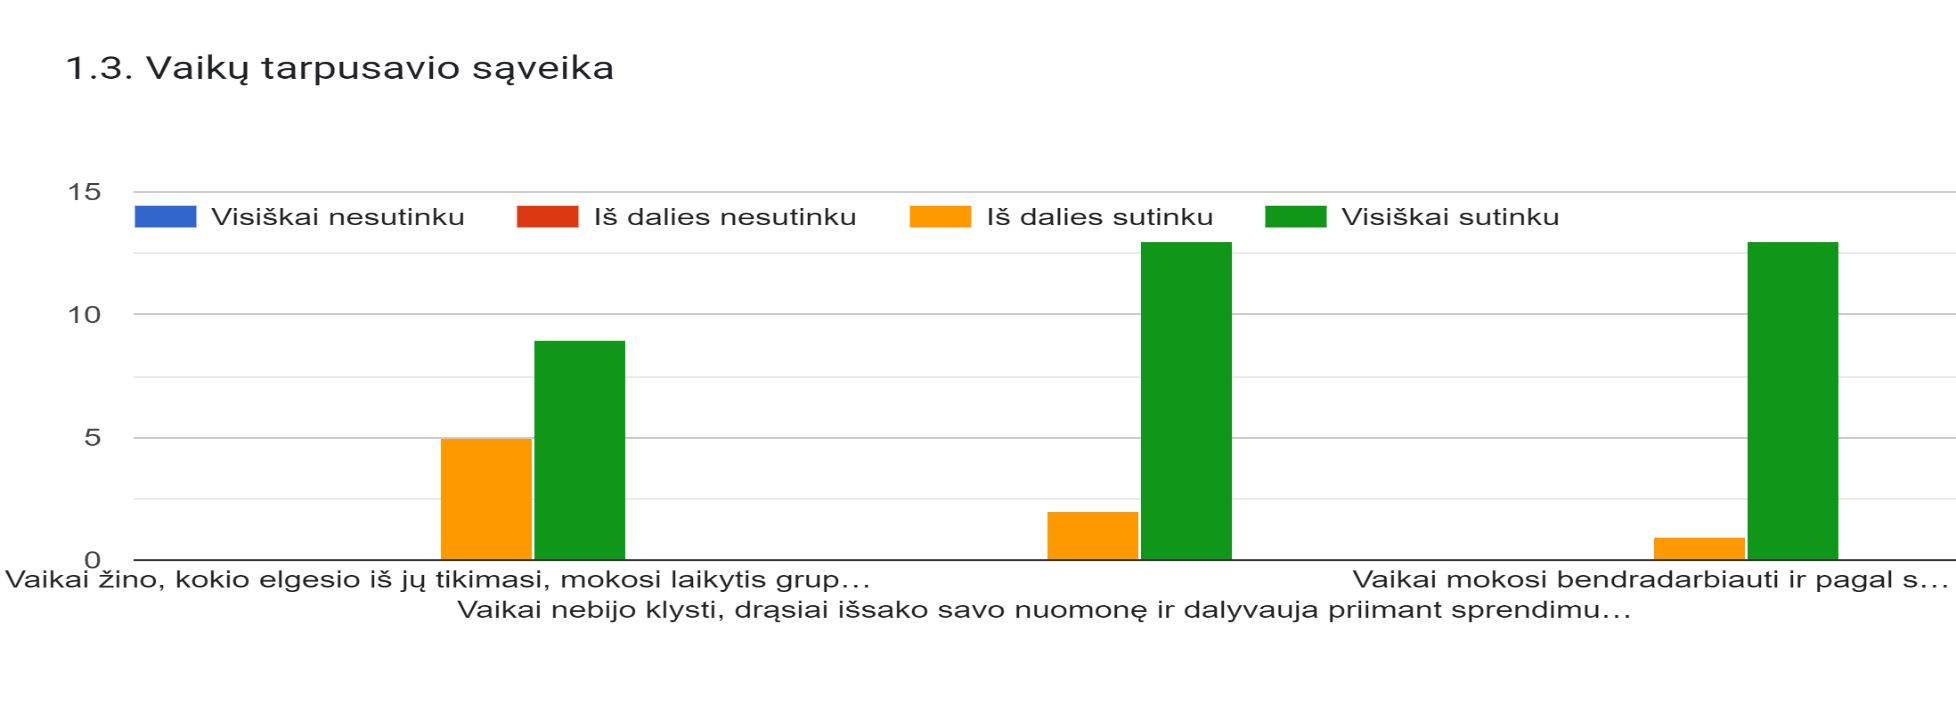 1.3. Vaikų tarpusavio sąveika
15
Visiškai nesutinku Iš dalies nesutinku Iš dalies sutinku Visiškai sutinku
10
5
0
Vaikai žino, kokio elgesio iš jų tikimasi, mokosi laikytis grup…
Vaikai mokosi bendradarbiauti ir pagal s…
Vaikai nebijo klysti, drąsiai išsako savo nuomonę ir dalyvauja priimant sprendimu…